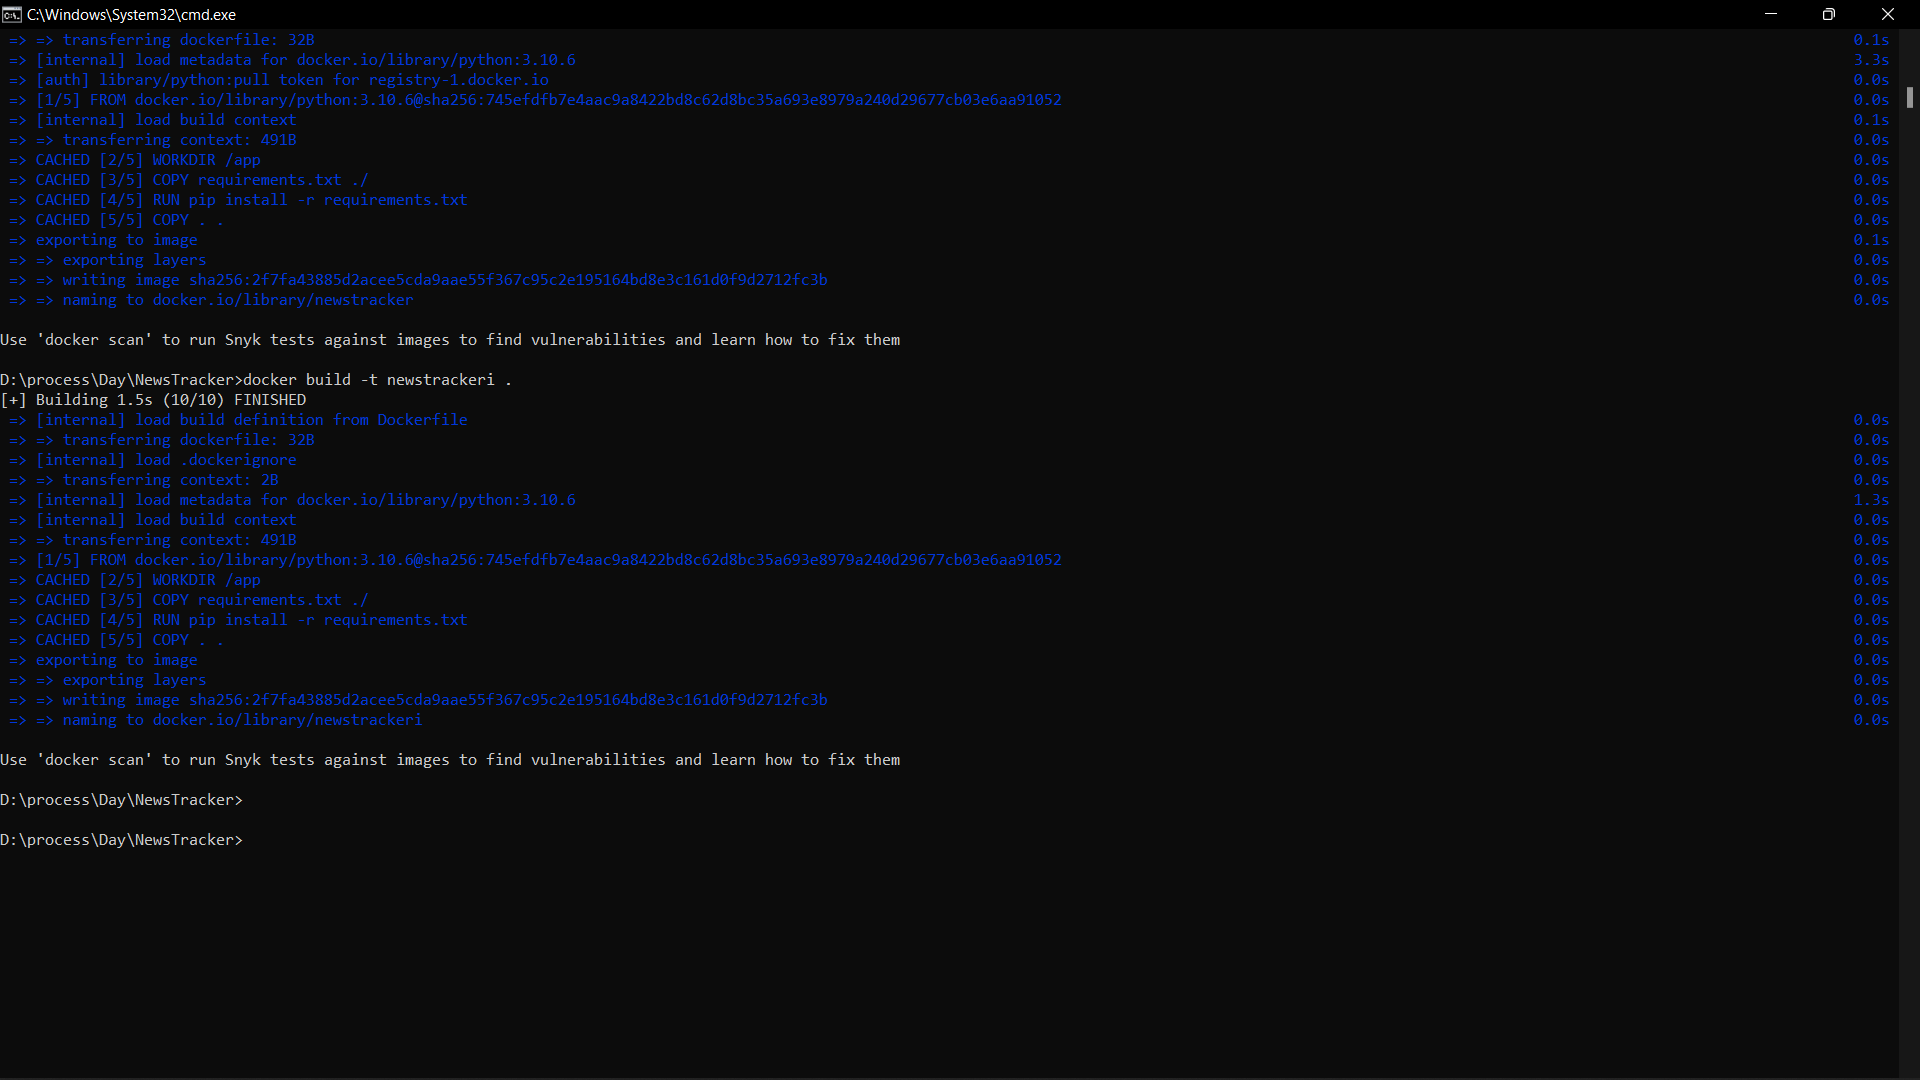 C:\Windows\System32\cmd.exe
=> => transferring dockerfile: 32B 0.1s
=> [internal] load metadata for docker.io/library/python:3.10.6 3.3s
=> [auth] library/python:pull token for registry-1.docker.io 0.0s
=> [1/5] FROM docker.io/library/python:3.10.6@sha256:745efdfb7e4aac9a8422bd8c62d8bc35a693e8979a240d29677cb03e6aa91052 0.0s
=> [internal] load build context 0.1s
=> => transferring context: 491B 0.0s
=> CACHED [2/5] WORKDIR /app 0.0s
=> CACHED [3/5] COPY requirements.txt ./ 0.0s
=> CACHED [4/5] RUN pip install -r requirements.txt 0.0s
=> CACHED [5/5] COPY . . 0.0s
=> exporting to image 0.1s
=> => exporting layers 0.0s
=> => writing image sha256:2f7fa43885d2acee5cda9aae55f367c95c2e195164bd8e3c161d0f9d2712fc3b 0.0s
=> => naming to docker.io/library/newstracker 0.0s
Use 'docker scan' to run Snyk tests against images to find vulnerabilities and learn how to fix them
D:\process\Day\NewsTracker>docker build -t newstrackeri .
[+] Building 1.5s (10/10) FINISHED
=> [internal] load build definition from Dockerfile 0.0s
=> => transferring dockerfile: 32B 0.0s
=> [internal] load .dockerignore 0.0s
=> => transferring context: 2B 0.0s
=> [internal] load metadata for docker.io/library/python:3.10.6 1.3s
=> [internal] load build context 0.0s
=> => transferring context: 491B 0.0s
=> [1/5] FROM docker.io/library/python:3.10.6@sha256:745efdfb7e4aac9a8422bd8c62d8bc35a693e8979a240d29677cb03e6aa91052 0.0s
=> CACHED [2/5] WORKDIR /app 0.0s
=> CACHED [3/5] COPY requirements.txt ./ 0.0s
=> CACHED [4/5] RUN pip install -r requirements.txt 0.0s
=> CACHED [5/5] COPY . . 0.0s
=> exporting to image 0.0s
=> => exporting layers 0.0s
=> => writing image sha256:2f7fa43885d2acee5cda9aae55f367c95c2e195164bd8e3c161d0f9d2712fc3b 0.0s
=> => naming to docker.io/library/newstrackeri 0.0s
Use 'docker scan' to run Snyk tests against images to find vulnerabilities and learn how to fix them
D:\process\Day\NewsTracker>
D:\process\Day\NewsTracker>